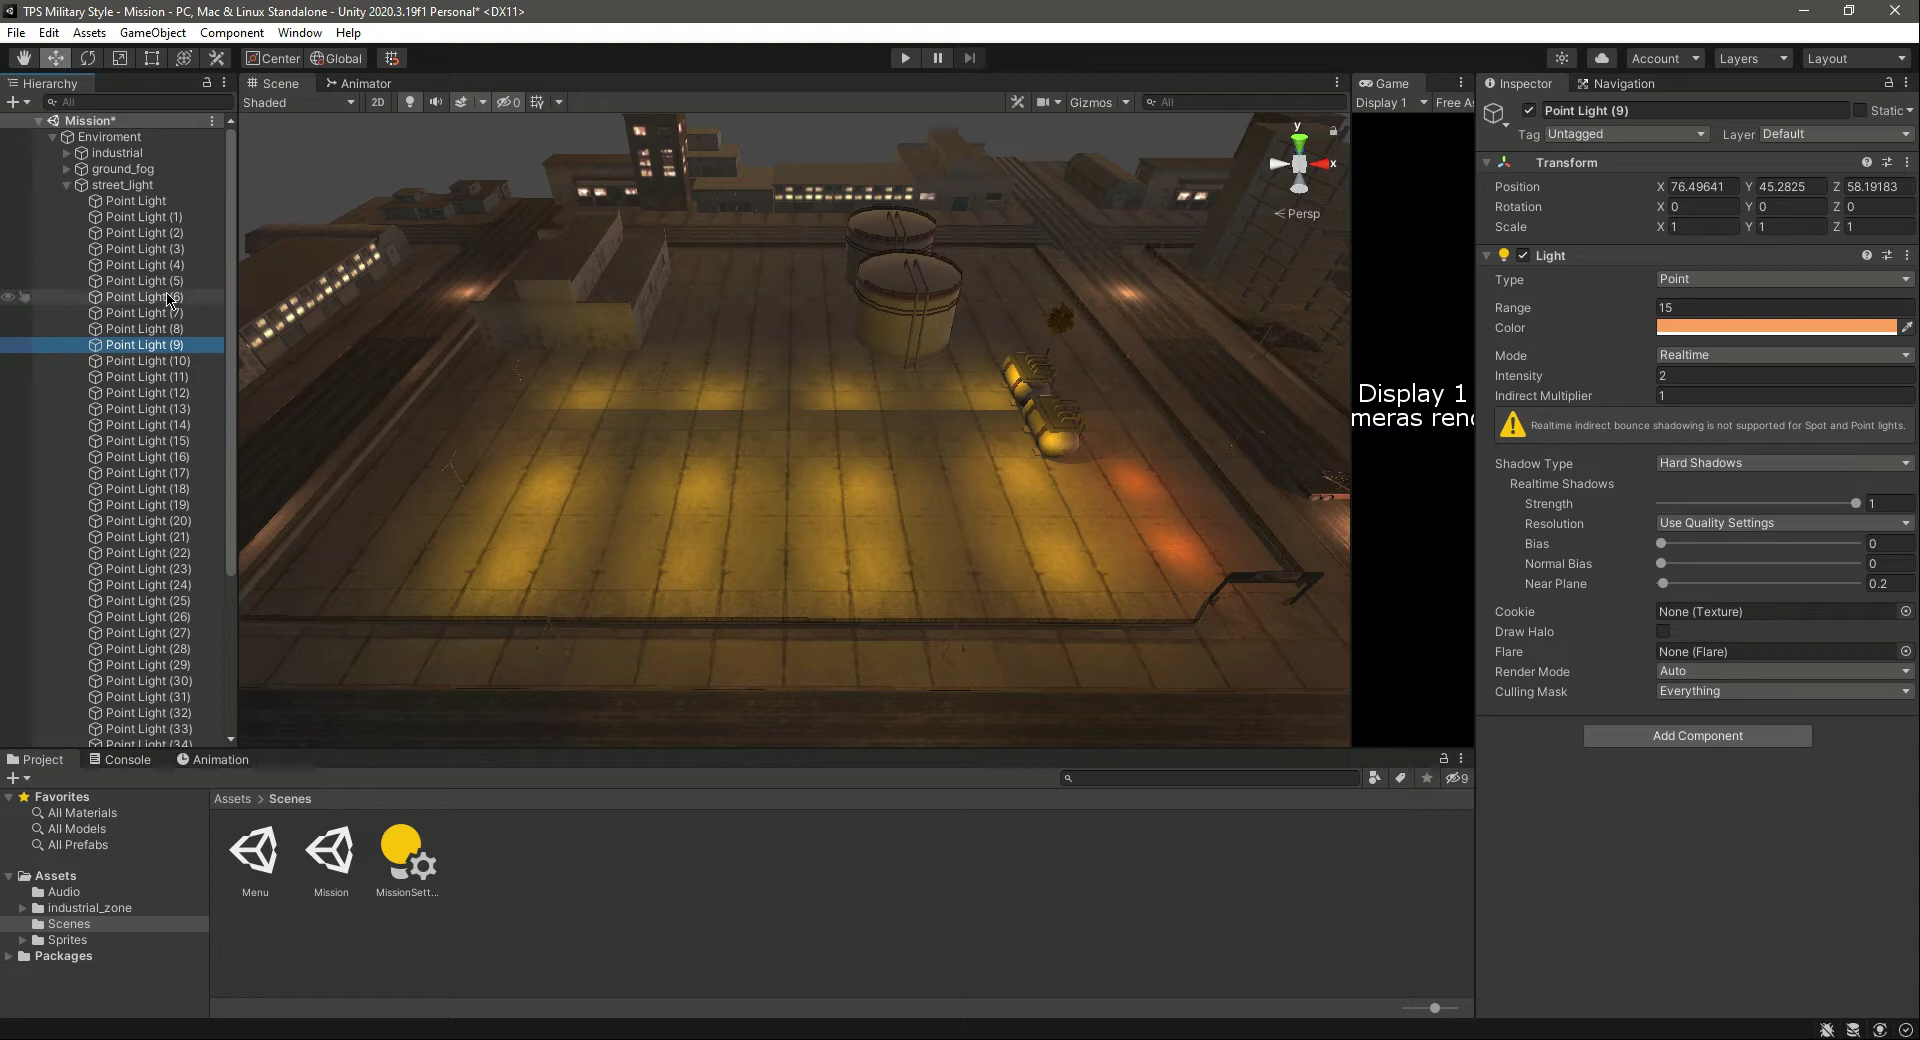 TPS Military Style - Mission - PC, Mac & Linux Standalone - Unity 2020.3.19f1 Personal* <DX11>
File Edit Assets GameObject Component Window Help
Center Global Account Layers Layout
Hierarchy Scene Animator Game Inspector Navigation
All Shaded 2D 0 Gizmos All Display 1 Free As
Point Light (9) Static
Tag Untagged Layer Default
Mission*
Enviroment
industrial
ground_fog
street_light
Point Light
Point Light (1)
Point Light (2)
Point Light (3)
Point Light (4)
Point Light (5)
Point Light (6)
Point Light (7)
Point Light (8)
Point Light (9)
Point Light (10)
Point Light (11)
Point Light (12)
Point Light (13)
Point Light (14)
Point Light (15)
Point Light (16)
Point Light (17)
Point Light (18)
Point Light (19)
Point Light (20)
Point Light (21)
Point Light (22)
Point Light (23)
Point Light (24)
Point Light (25)
Point Light (26)
Point Light (27)
Point Light (28)
Point Light (29)
Point Light (30)
Point Light (31)
Point Light (32)
Point Light (33)
Point Light (34)
y
x
Persp
Display 1
meras ren
Transform
Position X 76.49641 Y 45.2825 Z 58.19183
Rotation X 0 Y 0 Z 0
Scale X 1 Y 1 Z 1
Light
Type Point
Range 15
Color
Mode Realtime
Intensity 2
Indirect Multiplier 1
Realtime indirect bounce shadowing is not supported for Spot and Point lights.
Shadow Type Hard Shadows
Realtime Shadows
Strength 1
Resolution Use Quality Settings
Bias 0
Normal Bias 0
Near Plane 0.2
Cookie None (Texture)
Draw Halo
Flare None (Flare)
Render Mode Auto
Culling Mask Everything
Add Component
Project Console Animation
9
Favorites
All Materials
All Models
All Prefabs
Assets
Audio
industrial_zone
Scenes
Sprites
Packages
Assets > Scenes
Menu Mission MissionSett...